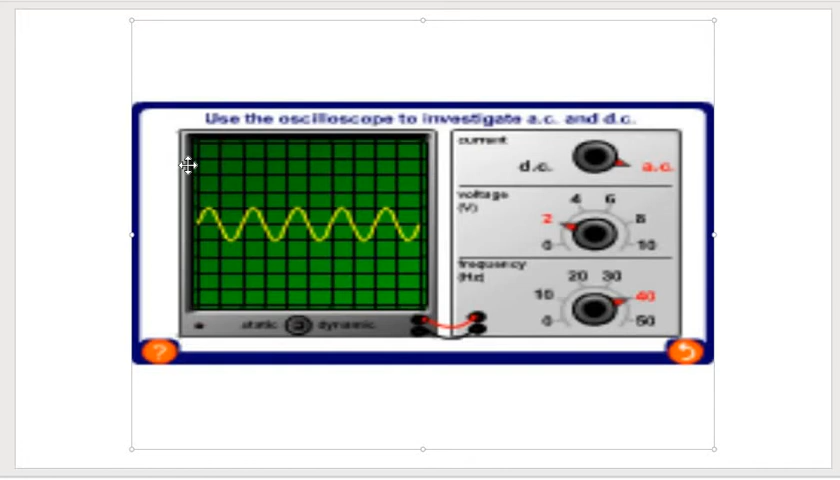 Use the oscilloscope to investigate a.c. and d.c.
current
d.c. a.c.
voltage
(V)
0 2 4 6 8 10
frequency
(Hz)
0 10 20 30 40 50
static dynamic
?